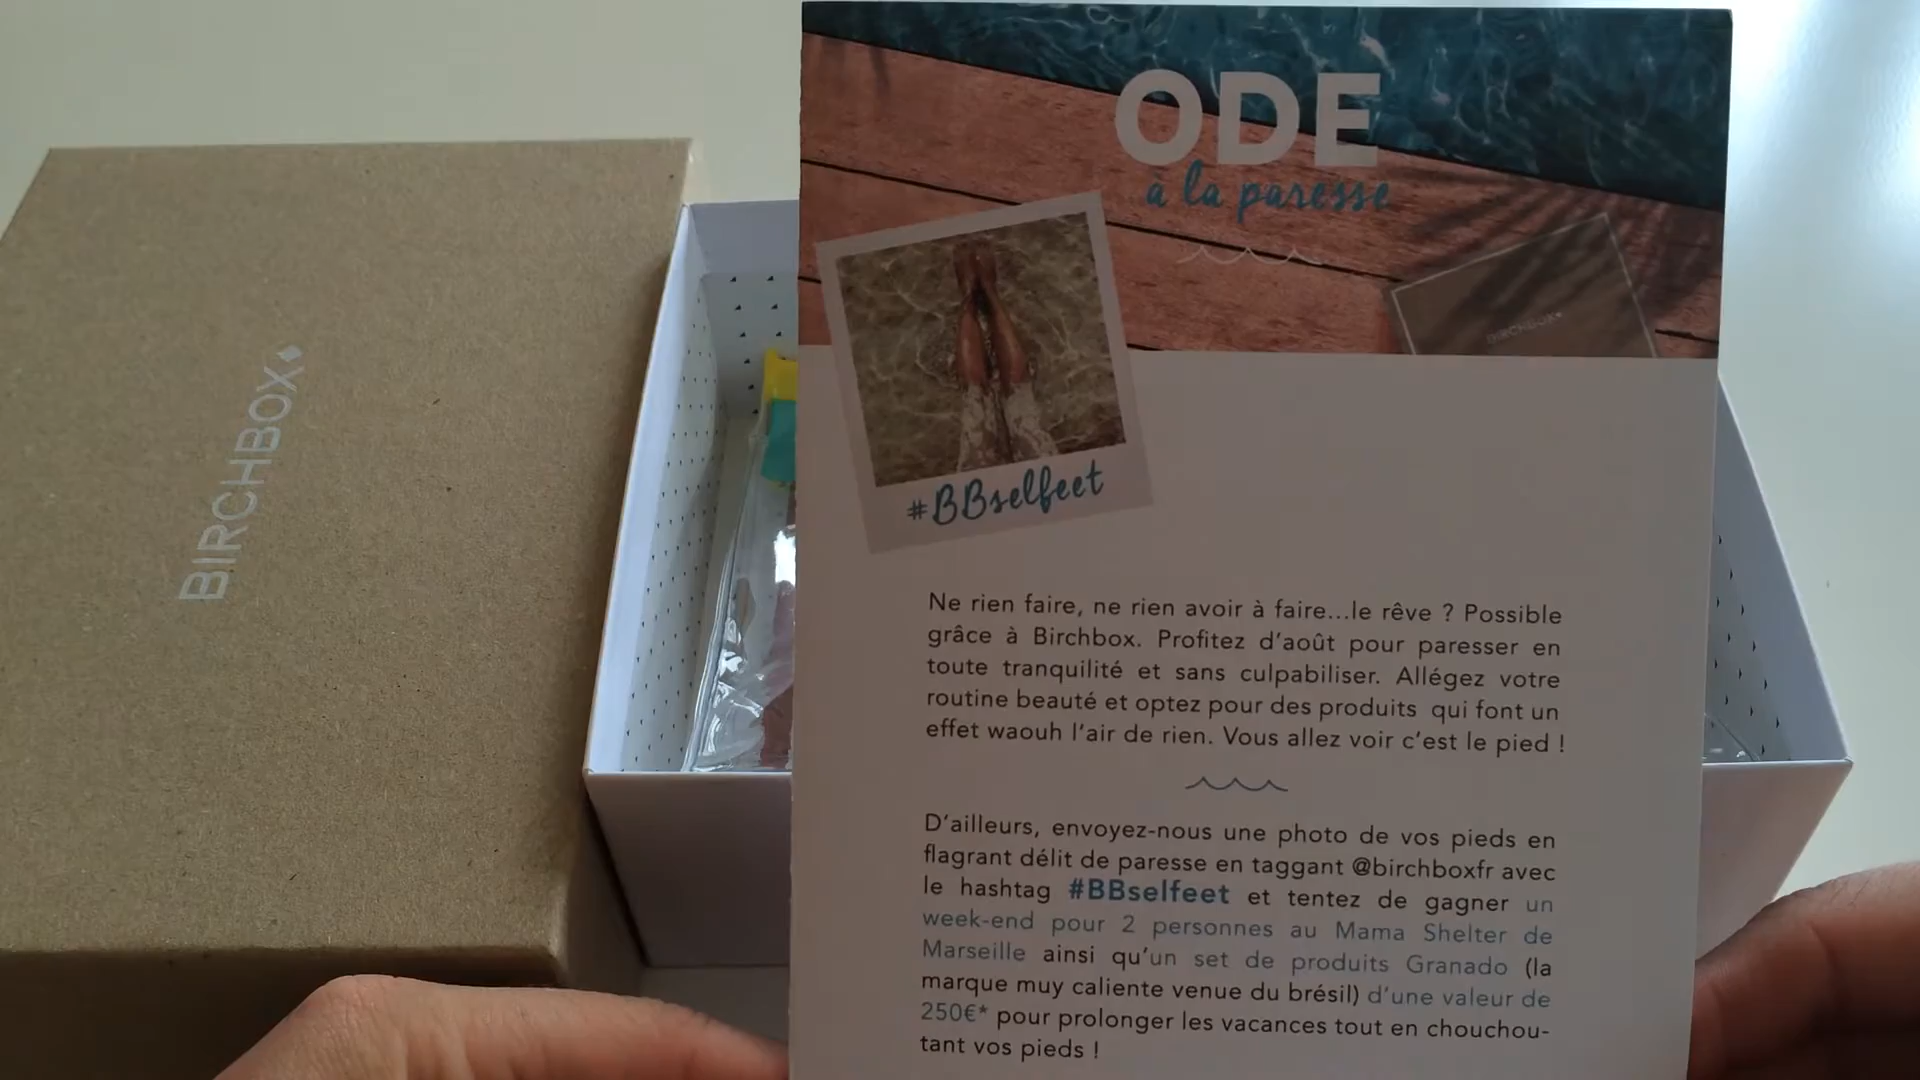 BIRCHBOX
ODE
à la paresse
BIRCHBOX
#BBselfeet
Ne rien faire, ne rien avoir à faire...le rêve ? Possible
grâce à Birchbox. Profitez d'août pour paresser en
toute tranquilité et sans culpabiliser. Allégez votre
routine beauté et optez pour des produits qui font un
effet waouh l'air de rien. Vous allez voir c'est le pied !
D'ailleurs, envoyez-nous une photo de vos pieds en
flagrant délit de paresse en taggant @birchboxfr avec
le hashtag #BBselfeet et tentez de gagner un
week-end pour 2 personnes au Mama Shelter de
Marseille ainsi qu'un set de produits Granado (la
marque muy caliente venue du brésil) d'une valeur de
250€* pour prolonger les vacances tout en chouchou-
tant vos pieds !